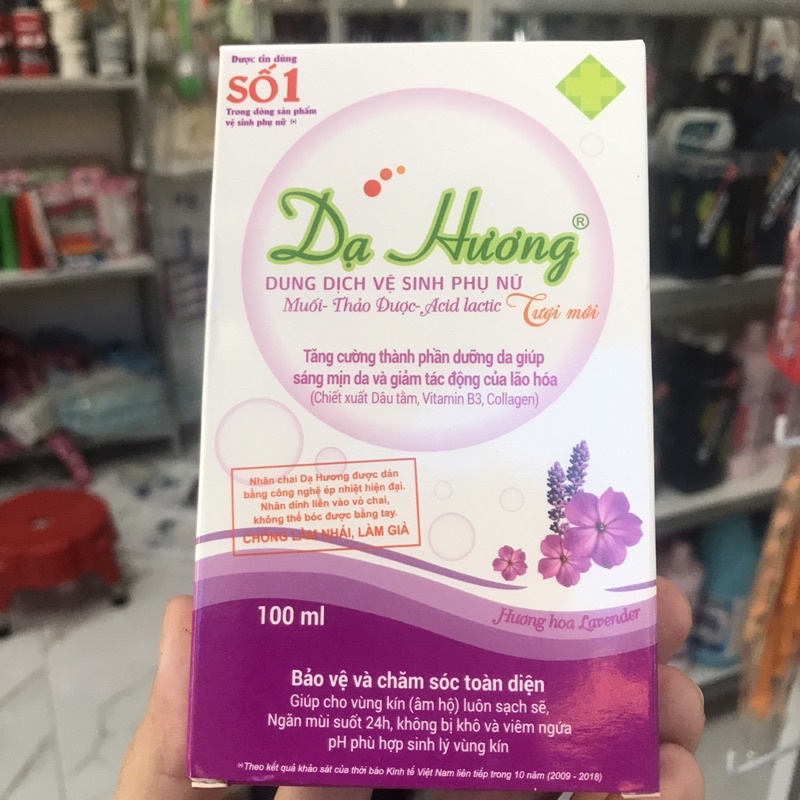 Được tin dùng
SỐ 1
Trong dòng sản phẩm
vệ sinh phụ nữ (*)
Dạ Hương®
DUNG DỊCH VỆ SINH PHỤ NỮ
Muối- Thảo Dược-Acid lactic Tươi mới
Tăng cường thành phần dưỡng da giúp
sáng mịn da và giảm tác động của lão hóa
(Chiết xuất Dâu tằm, Vitamin B3, Collagen)
Nhãn chai Dạ Hương được dán
bằng công nghệ ép nhiệt hiện đại.
Nhãn dính liền vào vỏ chai,
không thể bóc được bằng tay.
CHỐNG LÀM NHÁI, LÀM GIẢ
100 ml
Hương hoa Lavender
Bảo vệ và chăm sóc toàn diện
Giúp cho vùng kín (âm hộ) luôn sạch sẽ,
Ngăn mùi suốt 24h, không bị khô và viêm ngứa
pH phù hợp sinh lý vùng kín
(*)Theo kết quả khảo sát của thời báo Kinh tế Việt Nam liên tiếp trong 10 năm (2009 - 2018)